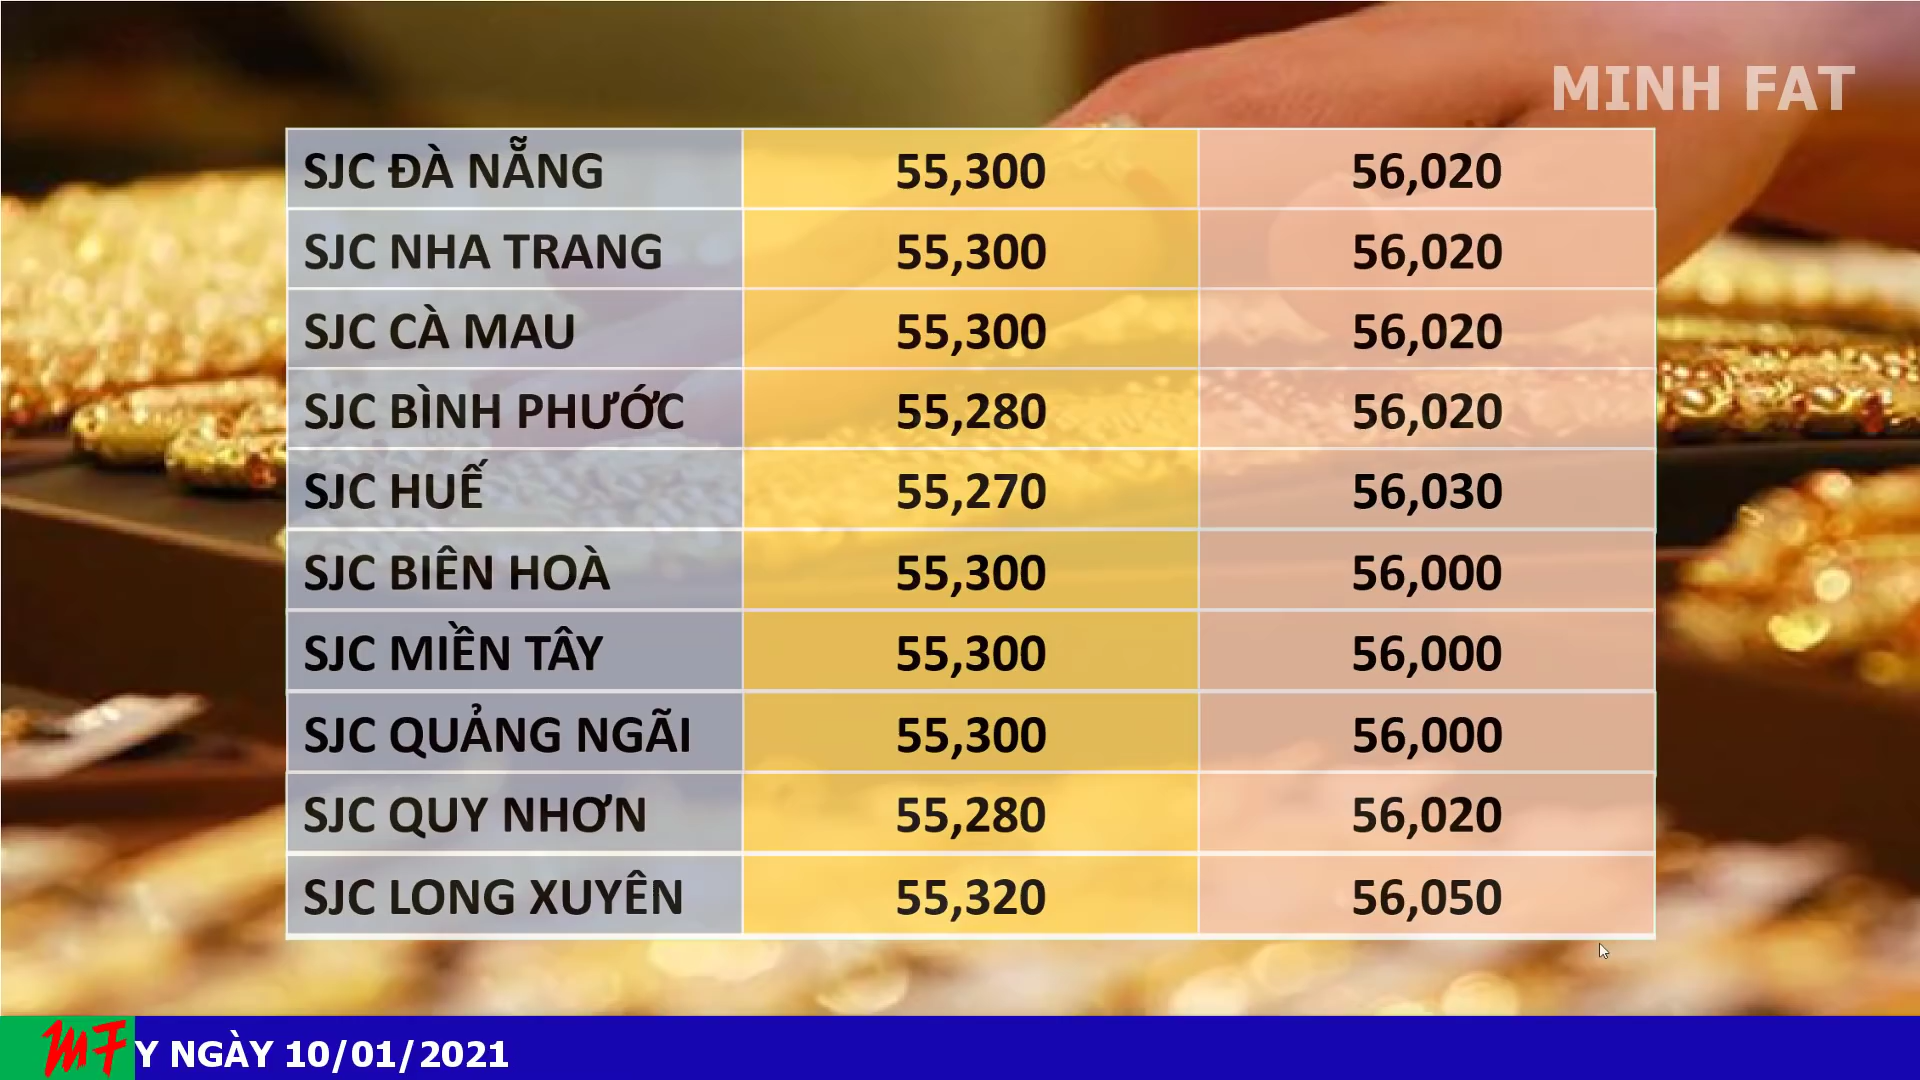 MINH FAT
SJC ĐÀ NẴNG 55,300 56,020
SJC NHA TRANG 55,300 56,020
SJC CÀ MAU 55,300 56,020
SJC BÌNH PHƯỚC 55,280 56,020
SJC HUẾ 55,270 56,030
SJC BIÊN HOÀ 55,300 56,000
SJC MIỀN TÂY 55,300 56,000
SJC QUẢNG NGÃI 55,300 56,000
SJC QUY NHƠN 55,280 56,020
SJC LONG XUYÊN 55,320 56,050
MF Y NGÀY 10/01/2021